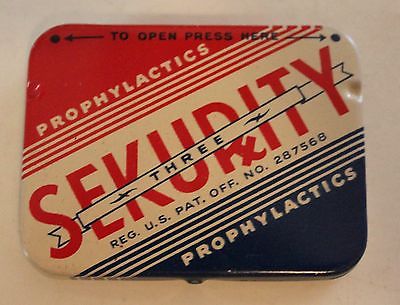 TO OPEN PRESS HERE
PROPHYLACTICS
SEKURITY
THREE
REG. U.S. PAT. OFF. NO. 287568
PROPHYLACTICS